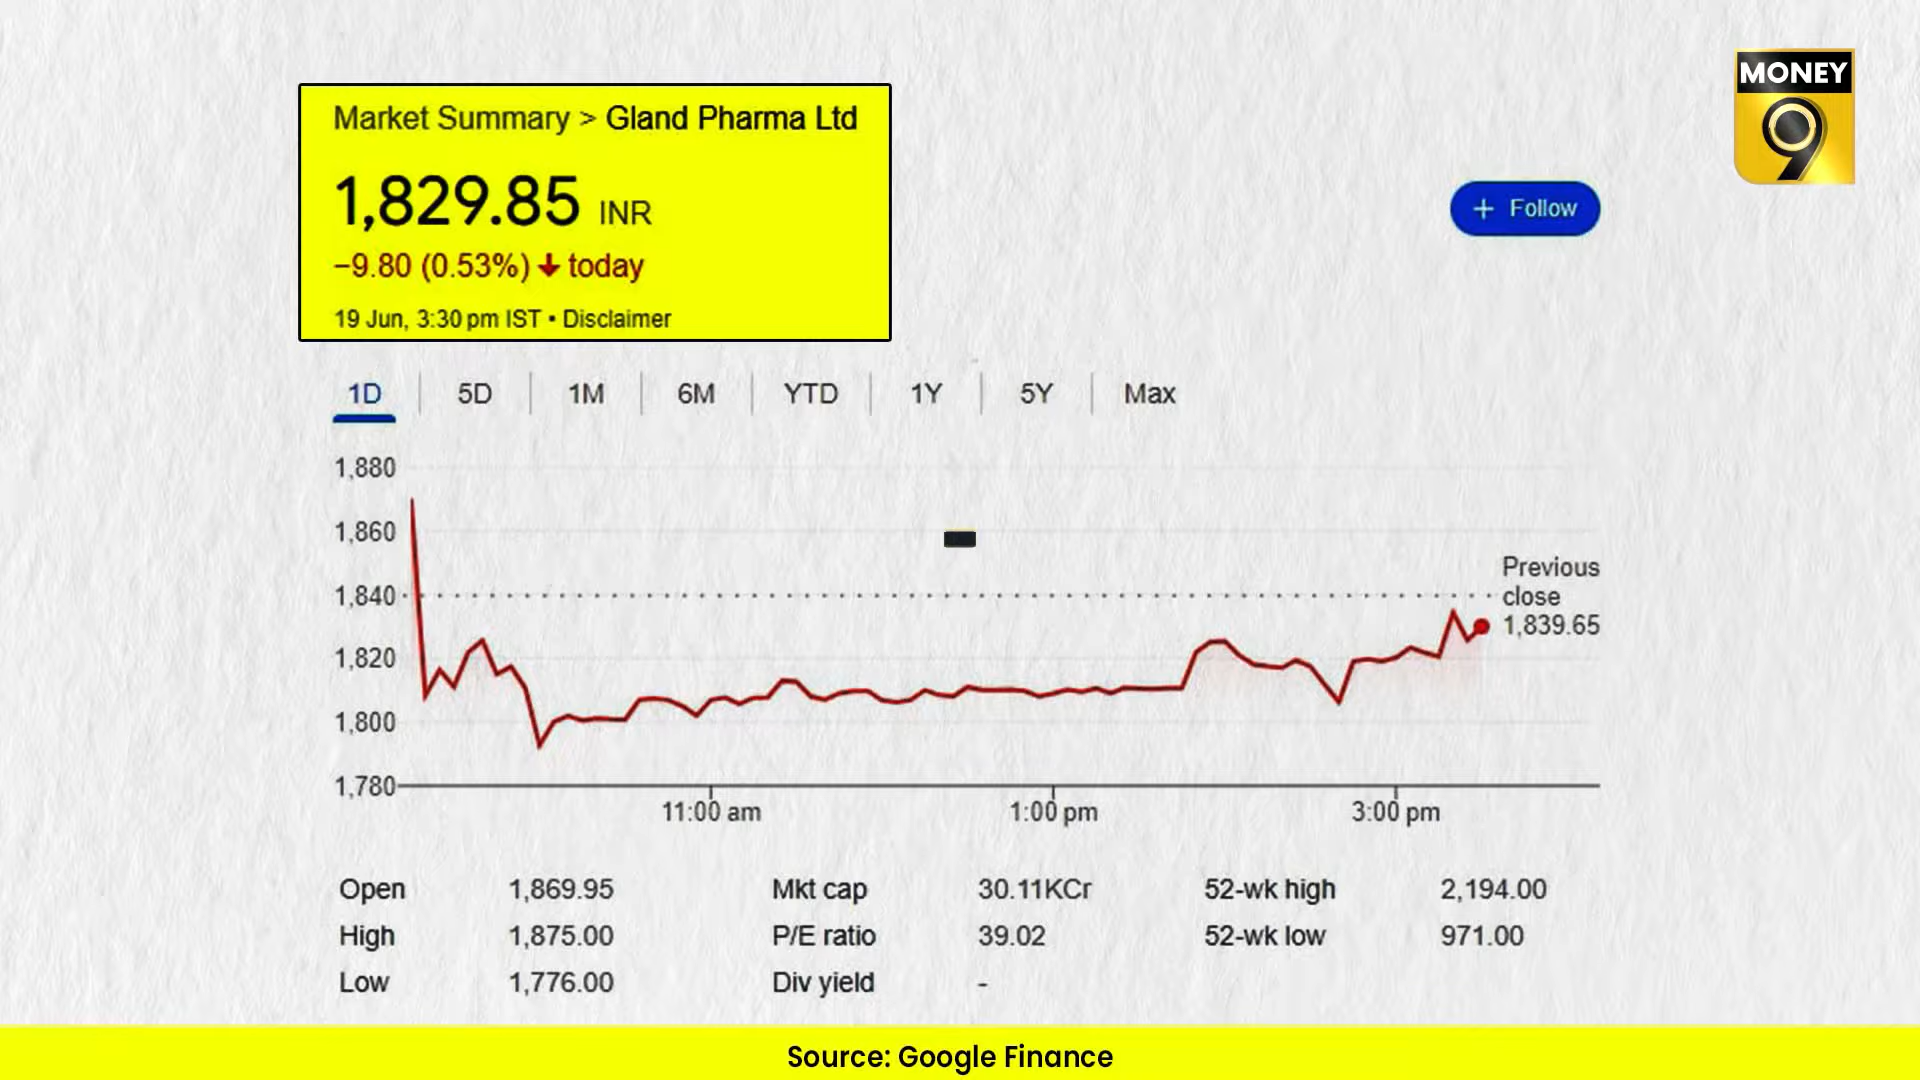 MONEY
9
Market Summary > Gland Pharma Ltd
1,829.85 INR
−9.80 (0.53%) ↓ today
19 Jun, 3:30 pm IST • Disclaimer
+ Follow
1D 5D 1M 6M YTD 1Y 5Y Max
1,880
1,860
1,840
1,820
1,800
1,780
Previous
close
1,839.65
11:00 am 1:00 pm 3:00 pm
Open 1,869.95 Mkt cap 30.11KCr 52-wk high 2,194.00
High 1,875.00 P/E ratio 39.02 52-wk low 971.00
Low 1,776.00 Div yield -
Source: Google Finance